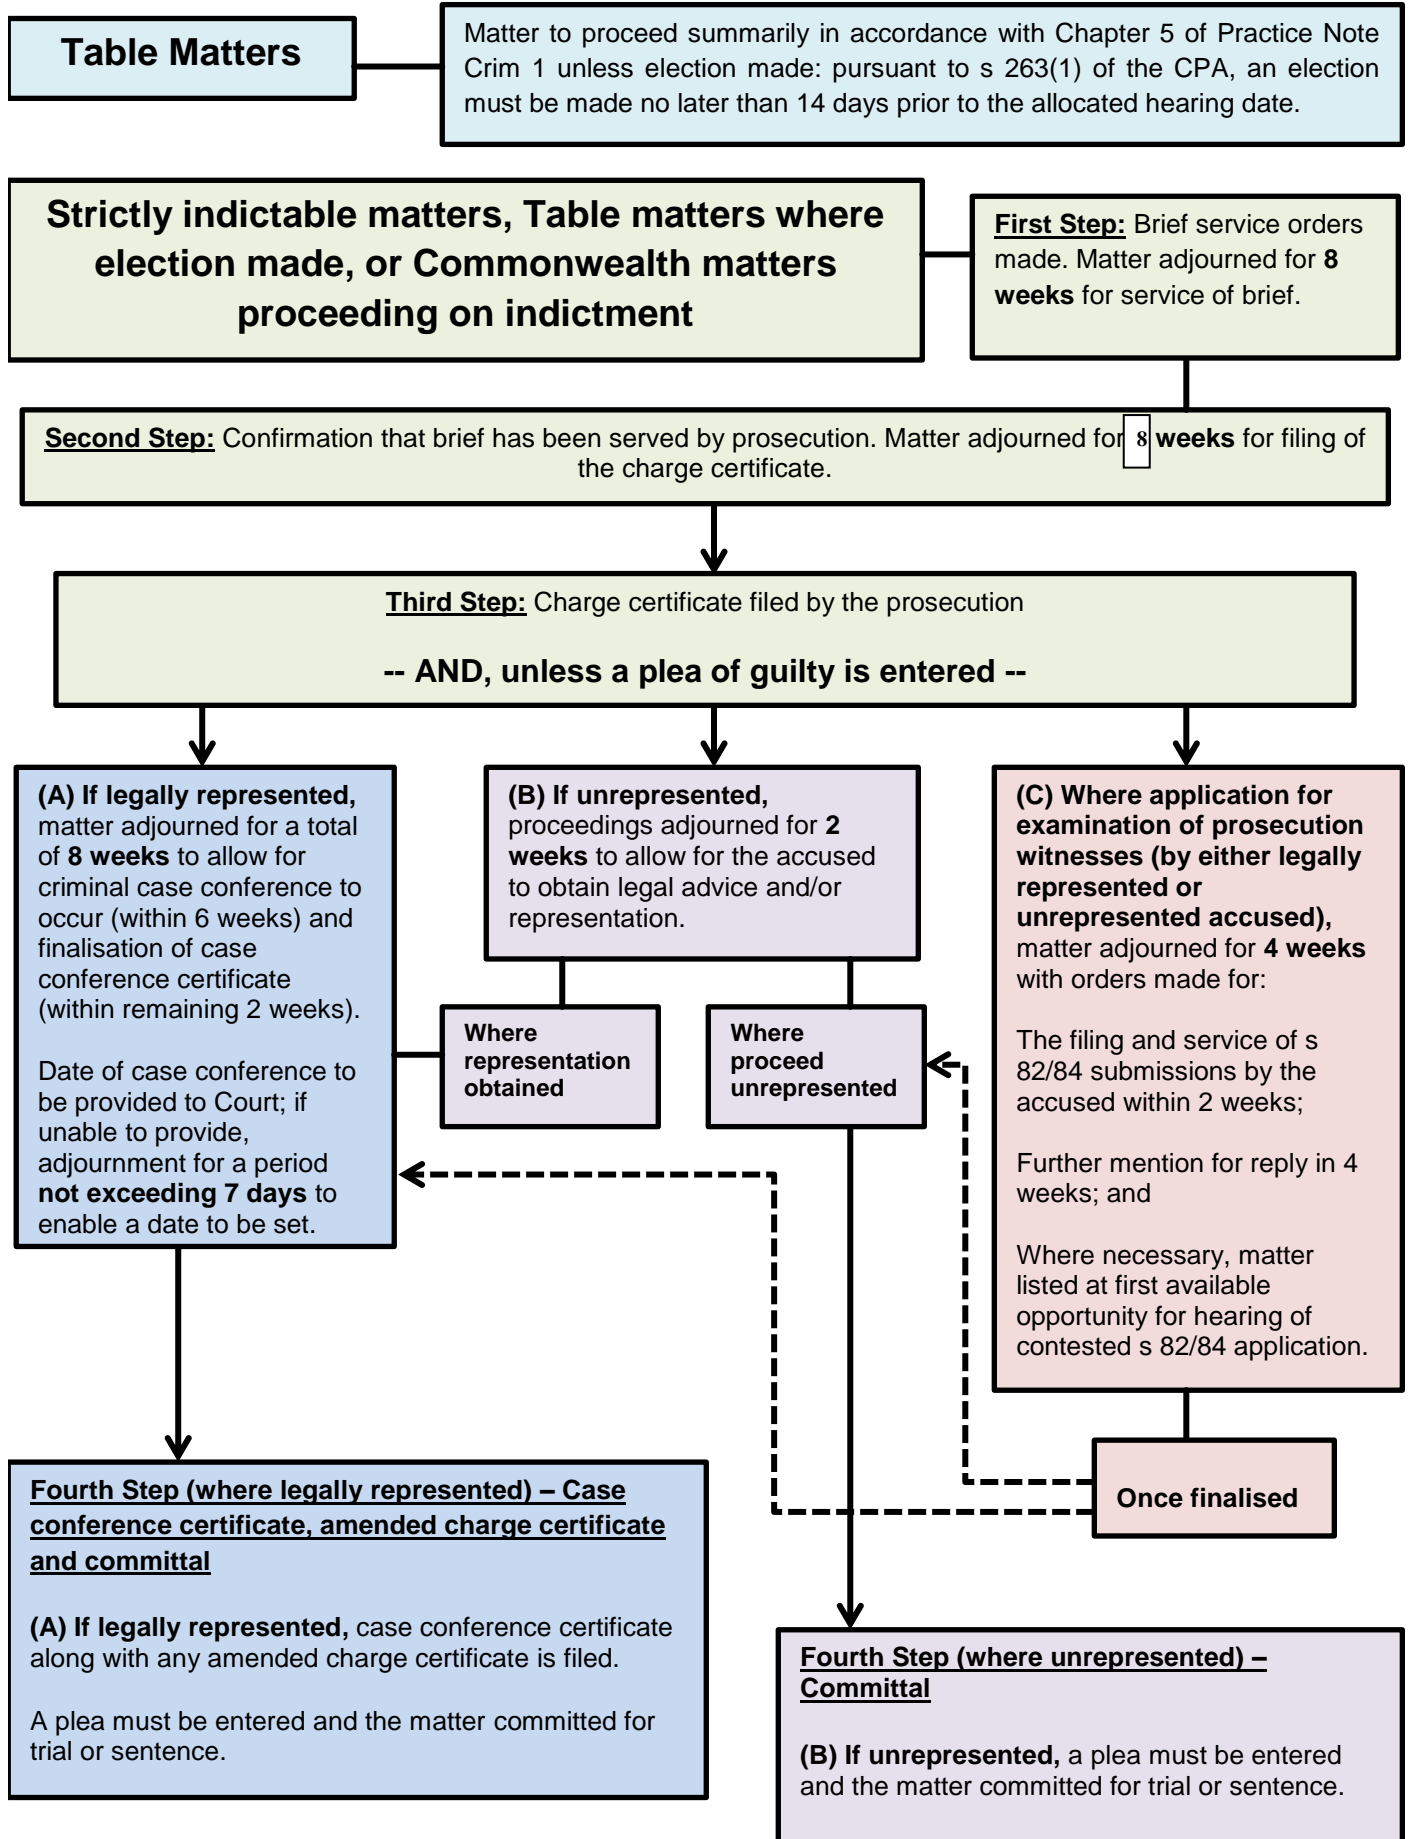 Table Matters
Matter to proceed summarily in accordance with Chapter 5 of Practice Note
Crim 1 unless election made: pursuant to s 263(1) of the CPA, an election
must be made no later than 14 days prior to the allocated hearing date.
Strictly indictable matters, Table matters where
election made, or Commonwealth matters
proceeding on indictment
First Step: Brief service orders
made. Matter adjourned for 8
weeks for service of brief.
Second Step: Confirmation that brief has been served by prosecution. Matter adjourned for 8 weeks for filing of
the charge certificate.
Third Step: Charge certificate filed by the prosecution
-- AND, unless a plea of guilty is entered --
(A) If legally represented,
matter adjourned for a total
of 8 weeks to allow for
criminal case conference to
occur (within 6 weeks) and
finalisation of case
conference certificate
(within remaining 2 weeks).
Date of case conference to
be provided to Court; if
unable to provide,
adjournment for a period
not exceeding 7 days to
enable a date to be set.
(B) If unrepresented,
proceedings adjourned for 2
weeks to allow for the accused
to obtain legal advice and/or
representation.
Where
representation
obtained
Where
proceed
unrepresented
(C) Where application for
examination of prosecution
witnesses (by either legally
represented or
unrepresented accused),
matter adjourned for 4 weeks
with orders made for:
The filing and service of s
82/84 submissions by the
accused within 2 weeks;
Further mention for reply in 4
weeks; and
Where necessary, matter
listed at first available
opportunity for hearing of
contested s 82/84 application.
Once finalised
Fourth Step (where legally represented) – Case
conference certificate, amended charge certificate
and committal
(A) If legally represented, case conference certificate
along with any amended charge certificate is filed.
A plea must be entered and the matter committed for
trial or sentence.
Fourth Step (where unrepresented) –
Committal
(B) If unrepresented, a plea must be entered
and the matter committed for trial or sentence.